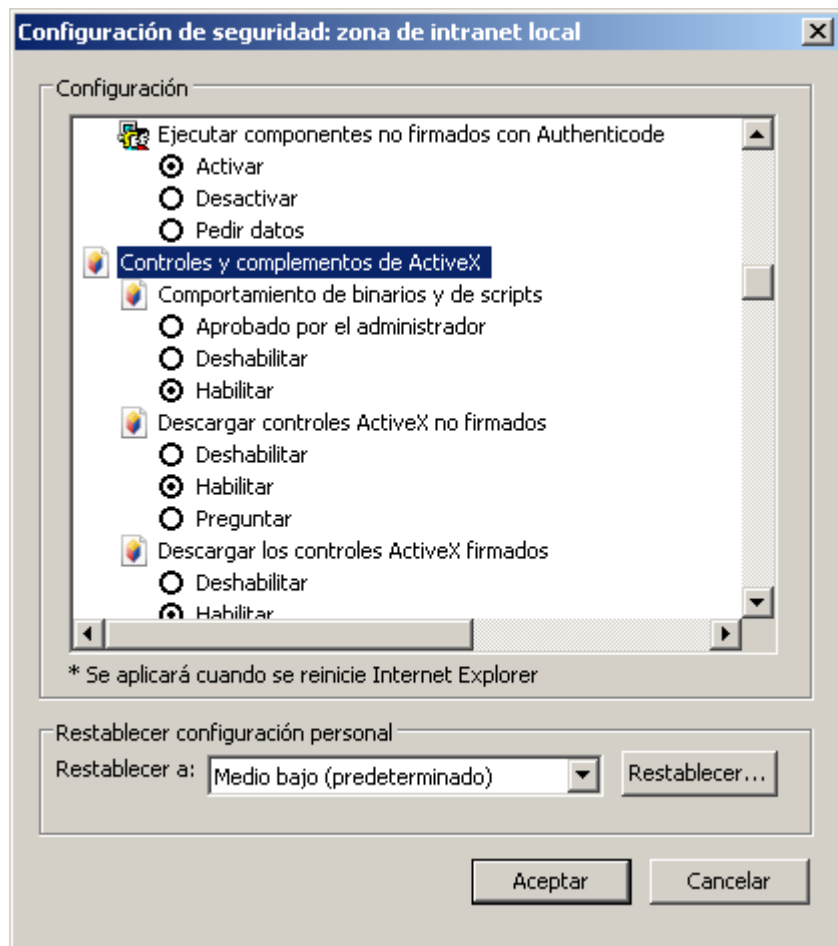 Configuración de seguridad: zona de intranet local
Configuración
Ejecutar componentes no firmados con Authenticode
Activar
Desactivar
Pedir datos
Controles y complementos de ActiveX
Comportamiento de binarios y de scripts
Aprobado por el administrador
Deshabilitar
Habilitar
Descargar controles ActiveX no firmados
Deshabilitar
Habilitar
Preguntar
Descargar los controles ActiveX firmados
Deshabilitar
Habilitar
* Se aplicará cuando se reinicie Internet Explorer
Restablecer configuración personal
Restablecer a: Medio bajo (predeterminado) Restablecer...
Aceptar Cancelar